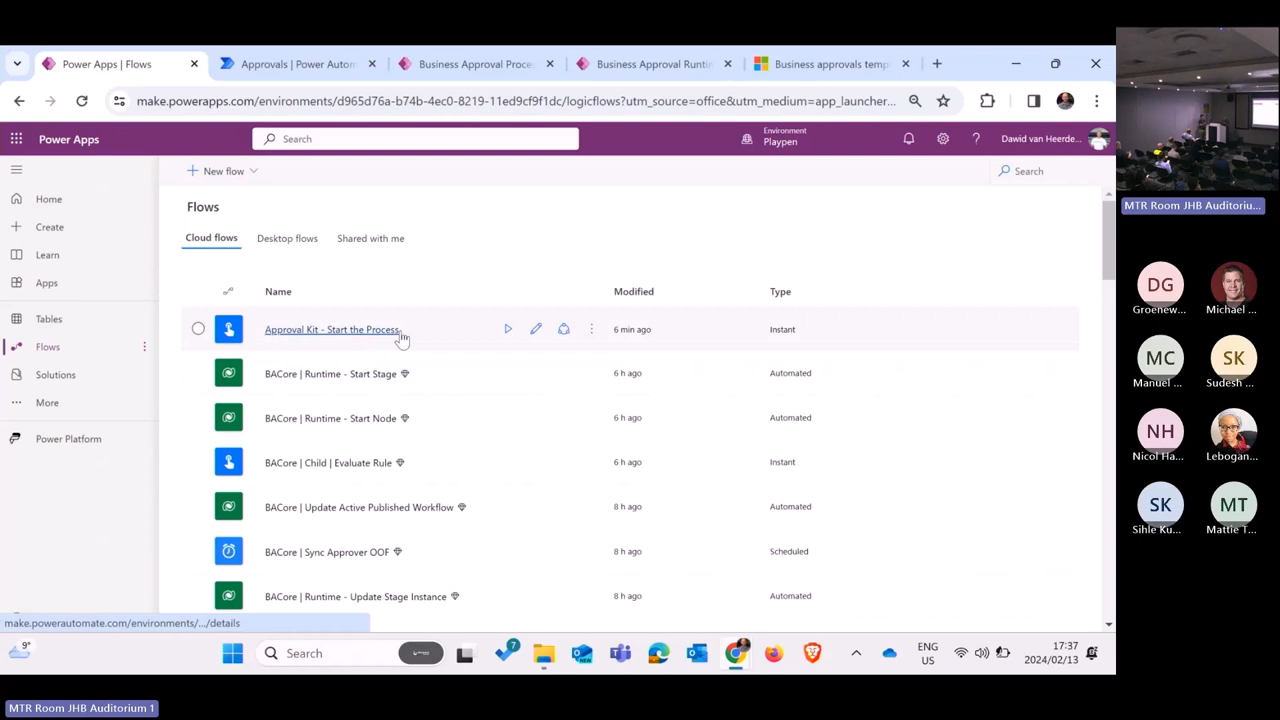 Power Apps | Flows
Approvals | Power Autom
Business Approval Proces
Business Approval Runtin
Business approvals temp
make.powerapps.com/environments/d965d76a-b74b-4ec0-8219-11ed9cf9f1dc/logicflows?utm_source=office&utm_medium=app_launcher...
Power Apps
Search
Environment
Playpen
Dawid van Heerde...
New flow
Search
Home
Create
Learn
Apps
Tables
Flows
Solutions
More
Power Platform
Flows
Cloud flows Desktop flows Shared with me
Name Modified Type
Approval Kit - Start the Process 6 min ago Instant
BACore | Runtime - Start Stage 6 h ago Automated
BACore | Runtime - Start Node 6 h ago Automated
BACore | Child | Evaluate Rule 6 h ago Instant
BACore | Update Active Published Workflow 8 h ago Automated
BACore | Sync Approver OOF 8 h ago Scheduled
BACore | Runtime - Update Stage Instance 8 h ago Automated
make.powerautomate.com/environments/.../details
9°
Search
7
ENG
US
17:37
2024/02/13
MTR Room JHB Auditoriu...
DG
Groenew...
Michael ...
MC
Manuel ...
SK
Sudesh ...
NH
Nicol Ha...
Lebogan...
SK
Sihle Ku...
MT
Mattie T...
MTR Room JHB Auditorium 1